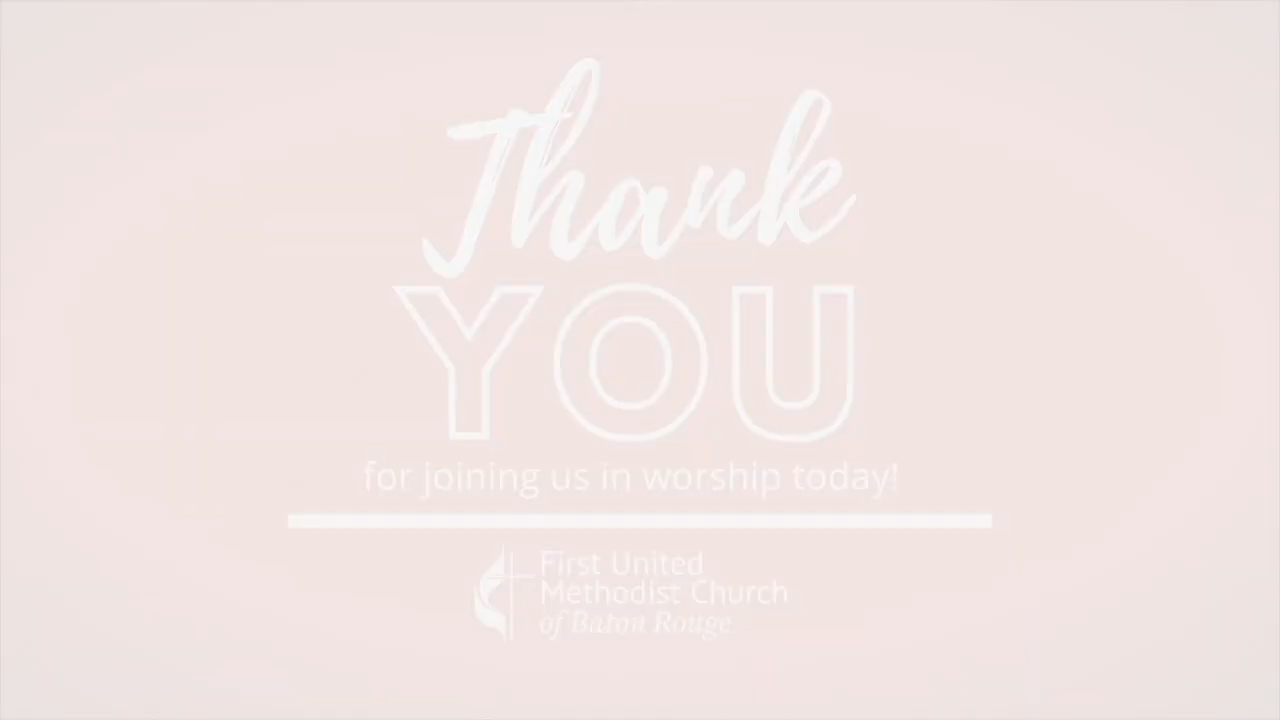 Thank
YOU
for joining us in worship today!
First United
Methodist Church
of Baton Rouge